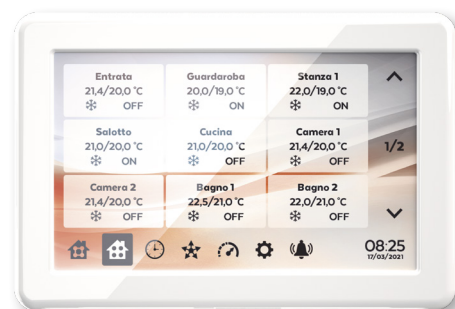 Entrata Guardaroba Stanza 1
21,4/20,0 °C 20,0/19,0 °C 22,0/19,0 °C
OFF ON ON
Salotto Cucina Camera 1
21,0/20,0 °C 21,0/20,0 °C 21,4/20,0 °C
ON OFF OFF
1/2
Camera 2 Bagno 1 Bagno 2
21,4/20,0 °C 22,5/21,0 °C 22,0/21,0 °C
OFF OFF OFF
08:25
17/03/2021